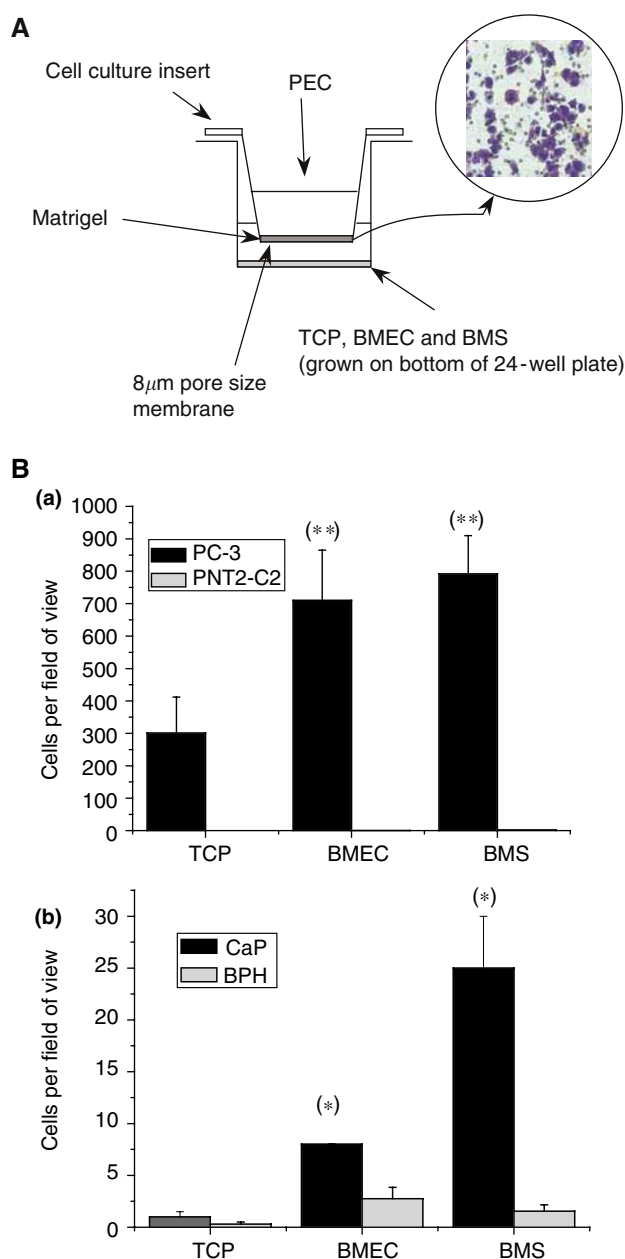 A
Cell culture insert
PEC
Matrigel
TCP, BMEC and BMS
(grown on bottom of 24-well plate)
8μm pore size
membrane
B
(a)
1000
900
800
700
600
500
400
300
200
100
0
Cells per field of view
PC-3
PNT2-C2
(**)
(**)
TCP
BMEC
BMS
(b)
30
25
20
15
10
5
0
Cells per field of view
CaP
BPH
(*)
(*)
TCP
BMEC
BMS